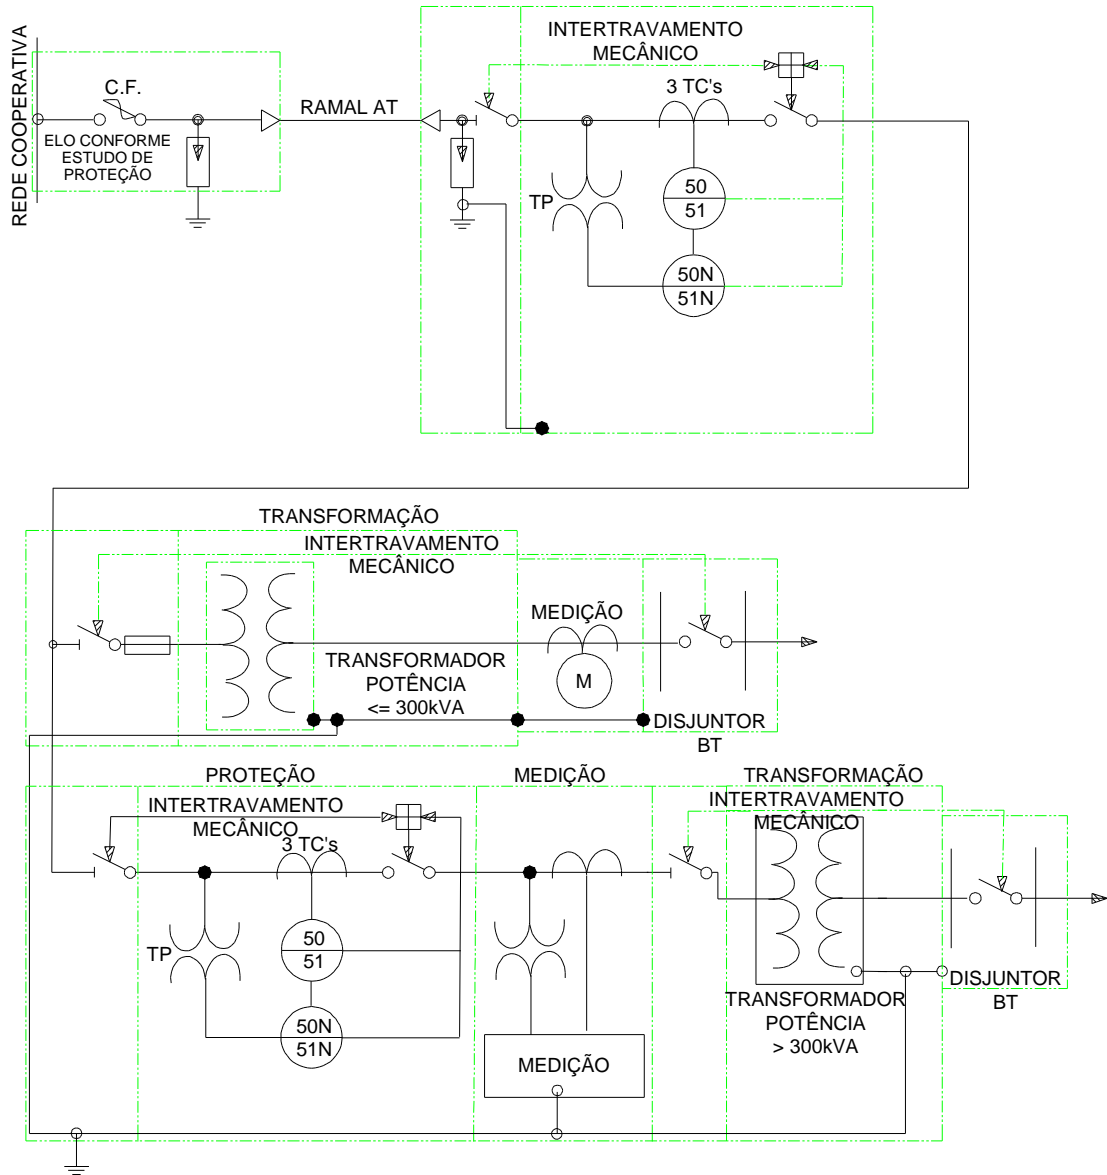 REDE COOPERATIVA
C.F.
ELO CONFORME
ESTUDO DE
PROTEÇÃO
RAMAL AT
INTERTRAVAMENTO
MECÂNICO
3 TC's
TP
50
51
50N
51N
TRANSFORMAÇÃO
INTERTRAVAMENTO
MECÂNICO
MEDIÇÃO
M
TRANSFORMADOR
POTÊNCIA
<= 300kVA
DISJUNTOR
BT
PROTEÇÃO
INTERTRAVAMENTO
MECÂNICO
3 TC's
TP
50
51
50N
51N
MEDIÇÃO
MEDIÇÃO
TRANSFORMAÇÃO
INTERTRAVAMENTO
MECÂNICO
TRANSFORMADOR
POTÊNCIA
> 300kVA
DISJUNTOR
BT